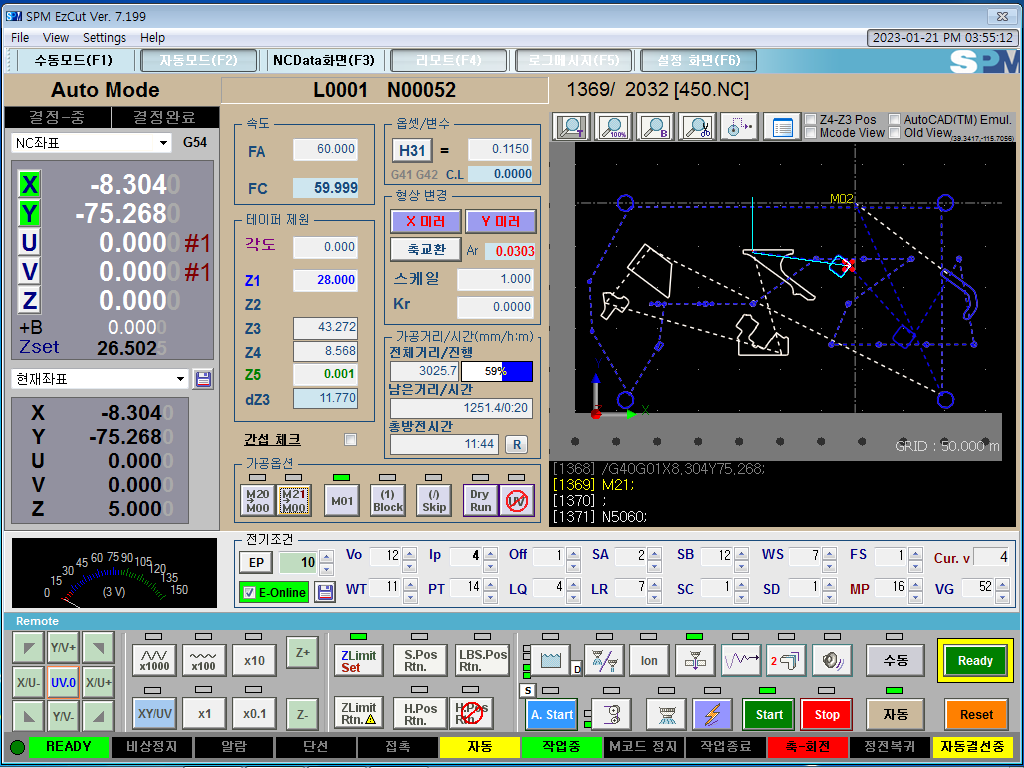 SPM EzCut Ver. 7.199
File View Settings Help
2023-01-21 PM 03:55:12
수동모드(F1) 자동모드(F2) NCData화면(F3) 리모트(F4) 로그메시지(F5) 설정 화면(F6)
SPM
Auto Mode
L0001 N00052
1369/ 2032 [450.NC]
결정-중 결정완료
NC좌표 G54
X -8.3040
Y -75.2680
U 0.0000 #1
V 0.0000 #1
Z 0.0000
+B 0.0000
Zset 26.5025
현재좌표
X -8.3040
Y -75.2680
U 0.0000
V 0.0000
Z 5.0000
속도
FA 60.000
FC 59.999
테이퍼 제원
각도 0.000
Z1 28.000
Z2
Z3 43.272
Z4 8.568
Z5 0.001
dZ3 11.770
간섭 체크
옵셋/변수
H31 = 0.1150
G41 G42 C.L 0.0000
형상 변경
X 미러 Y 미러
축교환 Ar 0.0303
스케일 1.000
Kr 0.0000
가공거리/시간(mm/h:m)
전체거리/진행
3025.7 59%
남은거리/시간
1251.4/0:20
총방전시간
11:44 R
가공옵션
M20 M00
M21 M00
M01
(1) Block
(/) Skip
Dry Run
UV
T 100% B
Z4-Z3 Pos AutoCAD(TM) Emul.
Mcode View Old View
(39.3417,-115.7056)
M02
X
GRID : 50.000 m
[1368] /G40G01X8,304Y75,268;
[1369] M21;
[1370] ;
[1371] N5060;
0 15 30 45 60 75 90 105 120 135 150
(3 V)
전기조건
EP 10
E-Online
Vo 12 Ip 4 Off 1 SA 2 SB 12 WS 7 FS 1 Cur. v 4
WT 11 PT 14 LQ 4 LR 7 SC 1 SD 1 MP 16 VG 52
Remote
Y/V+
X/U- UV.0 X/U+
Y/V-
x1000 x100 x10 Z+
XY/UV x1 x0.1 Z-
ZLimit Set
S.Pos Rtn.
LBS.Pos Rtn.
ZLimit Rtn.
H.Pos Rtn.
H.Pos Rtn.
D Ion 2 수동 Ready
S A. Start Start Stop 자동 Reset
READY 비상정지 알람 단선 접촉 자동 작업중 M코드 정지 작업종료 축-회전 정전복귀 자동결선중